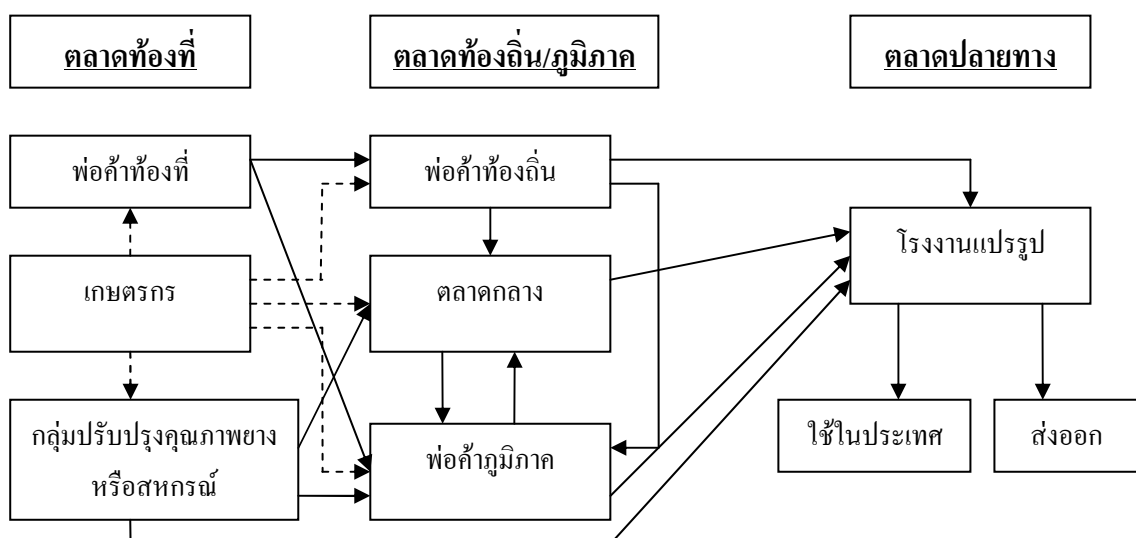 ตลาดท้องที่
ตลาดท้องถิ่น/ภูมิภาค
ตลาดปลายทาง
พ่อค้าท้องที่
พ่อค้าท้องถิ่น
โรงงานแปรรูป
เกษตรกร
ตลาดกลาง
กลุ่มปรับปรุงคุณภาพยาง
หรือสหกรณ์
พ่อค้าภูมิภาค
ใช้ในประเทศ
ส่งออก